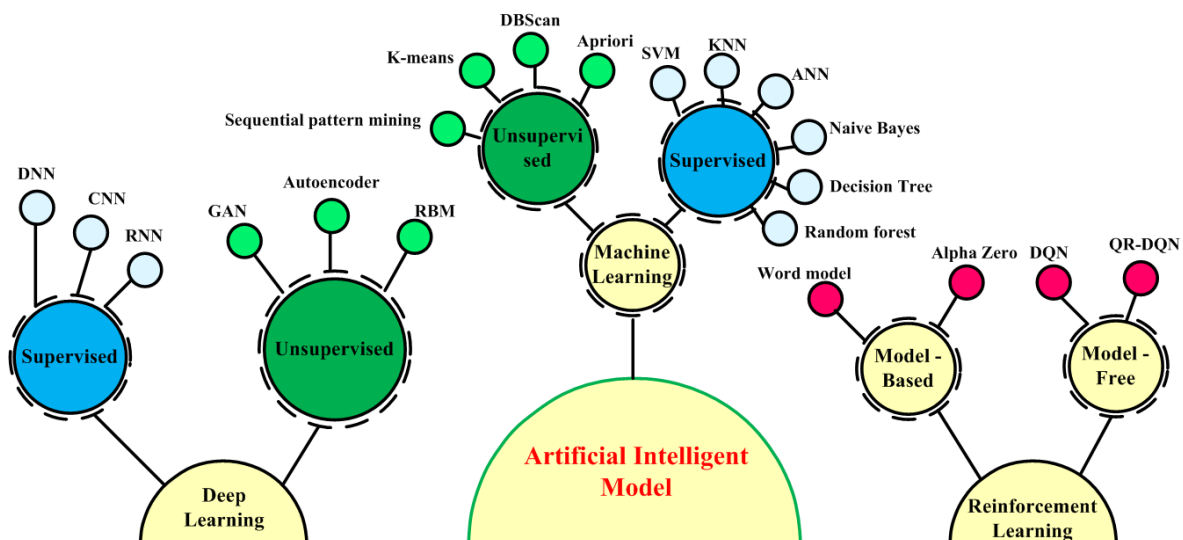 DBScan
K-means
Apriori
Sequential pattern mining
Unsupervi
sed
SVM
KNN
ANN
Naive Bayes
Decision Tree
Random forest
Supervised
Machine
Learning
DNN
CNN
RNN
Supervised
GAN
Autoencoder
RBM
Unsupervised
Deep
Learning
Artificial Intelligent
Model
Word model
Alpha Zero
Model -
Based
DQN
QR-DQN
Model -
Free
Reinforcement
Learning